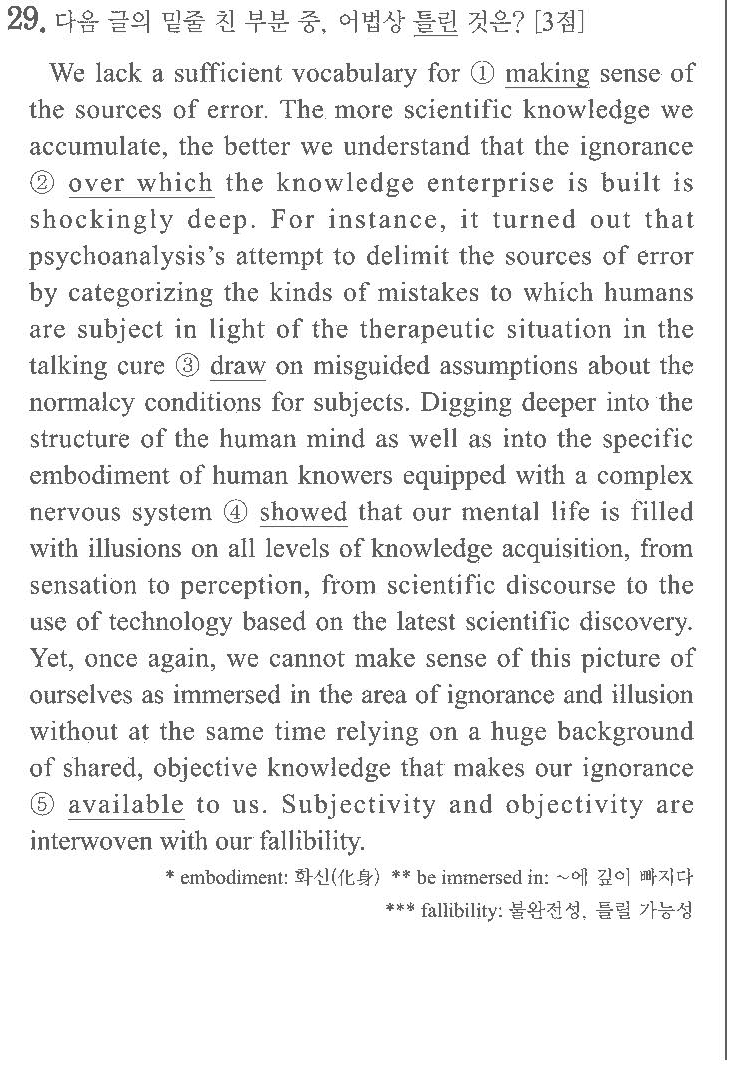 29. 다음 글의 밑줄 친 부분 중, 어법상 틀린 것은? [3점]
We lack a sufficient vocabulary for ① making sense of
the sources of error. The more scientific knowledge we
accumulate, the better we understand that the ignorance
② over which the knowledge enterprise is built is
shockingly deep. For instance, it turned out that
psychoanalysis's attempt to delimit the sources of error
by categorizing the kinds of mistakes to which humans
are subject in light of the therapeutic situation in the
talking cure ③ draw on misguided assumptions about the
normalcy conditions for subjects. Digging deeper into the
structure of the human mind as well as into the specific
embodiment of human knowers equipped with a complex
nervous system ④ showed that our mental life is filled
with illusions on all levels of knowledge acquisition, from
sensation to perception, from scientific discourse to the
use of technology based on the latest scientific discovery.
Yet, once again, we cannot make sense of this picture of
ourselves as immersed in the area of ignorance and illusion
without at the same time relying on a huge background
of shared, objective knowledge that makes our ignorance
⑤ available to us. Subjectivity and objectivity are
interwoven with our fallibility.
* embodiment: 화신(化身) ** be immersed in: ~에 깊이 빠지다
*** fallibility: 불완전성, 틀릴 가능성